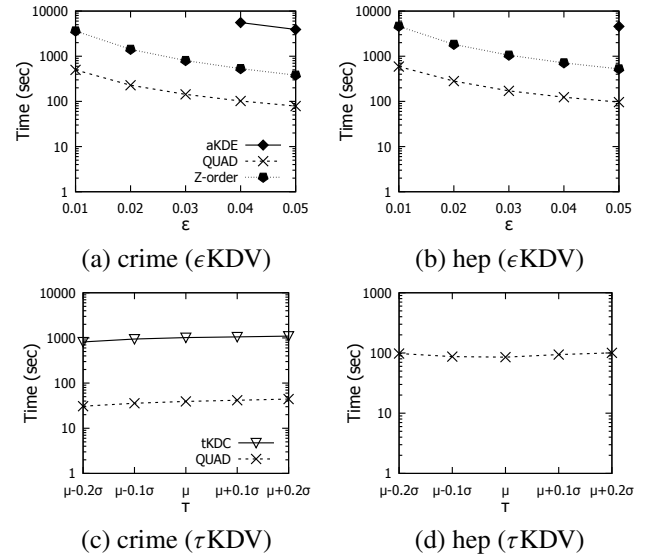 10000
1000
100
10
1
Time (sec)
aKDE
QUAD
Z-order
0.01 0.02 0.03 0.04 0.05
ε
(a) crime (ϵKDV)
10000
1000
100
10
1
Time (sec)
0.01 0.02 0.03 0.04 0.05
ε
(b) hep (ϵKDV)
10000
1000
100
10
1
Time (sec)
tKDC
QUAD
μ-0.2σ μ-0.1σ μ μ+0.1σ μ+0.2σ
τ
(c) crime (τKDV)
1000
100
10
1
Time (sec)
μ-0.2σ μ-0.1σ μ μ+0.1σ μ+0.2σ
τ
(d) hep (τKDV)